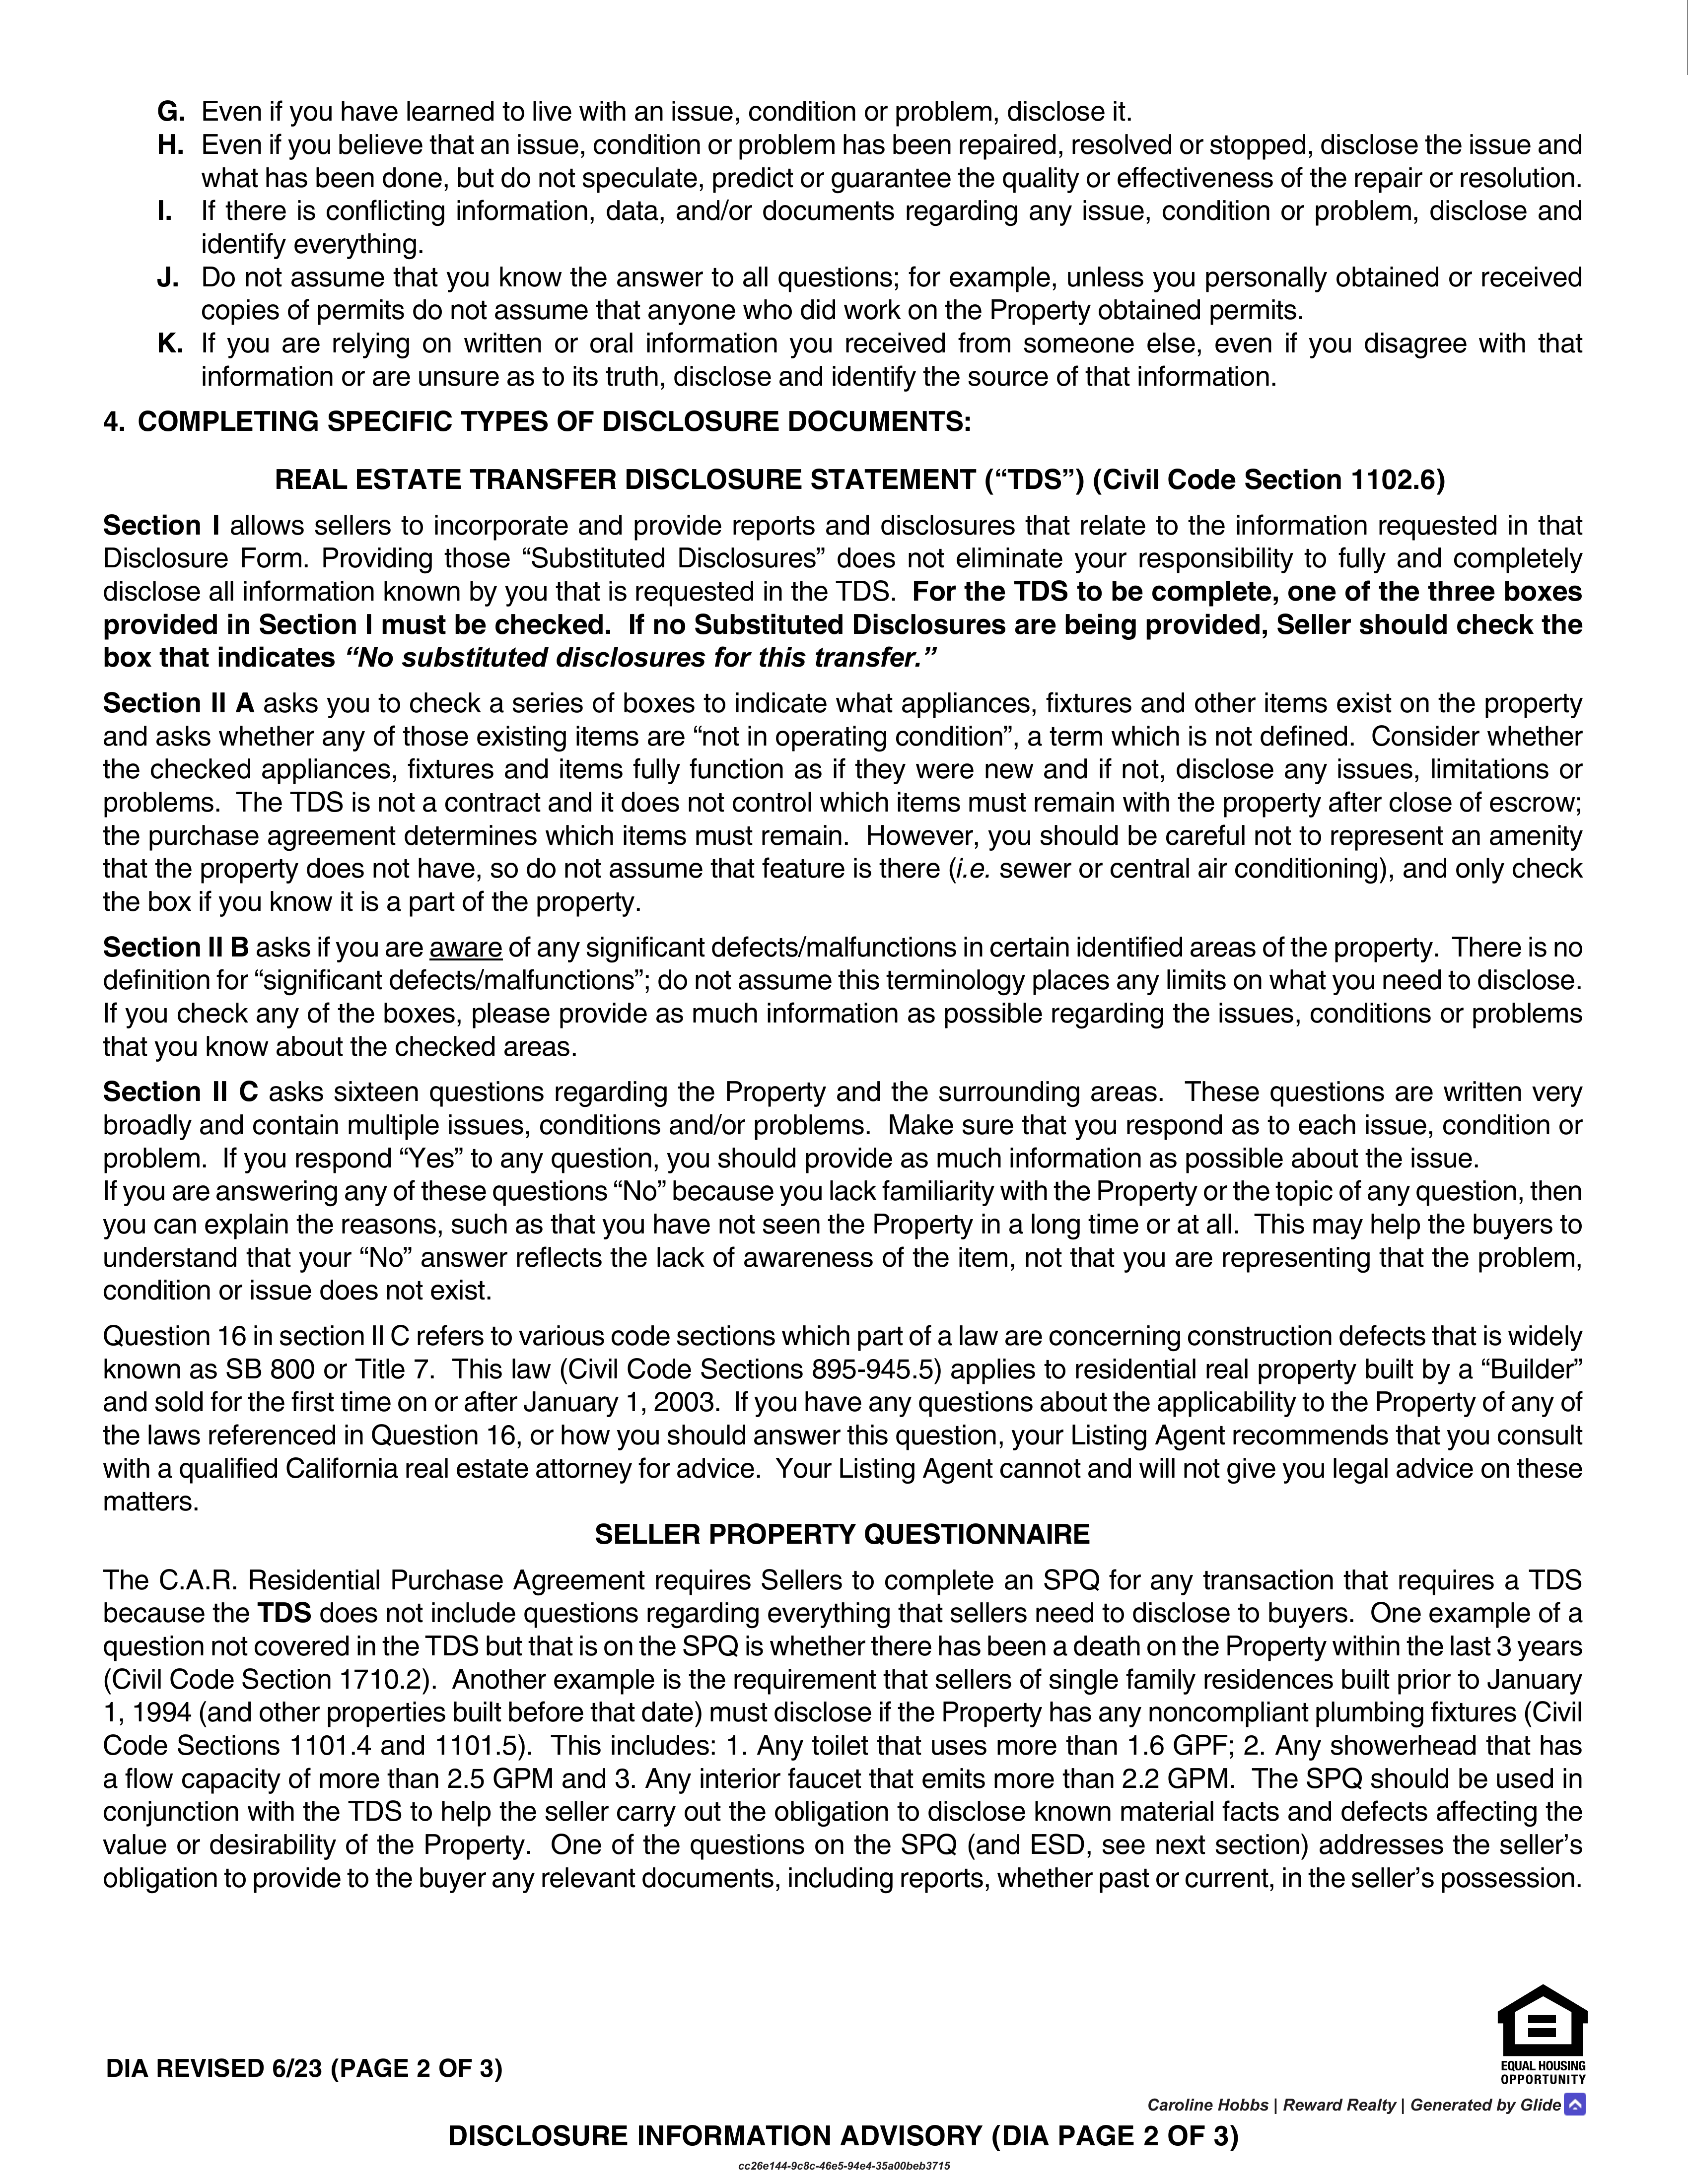 G. Even if you have learned to live with an issue, condition or problem, disclose it.
H. Even if you believe that an issue, condition or problem has been repaired, resolved or stopped, disclose the issue and
what has been done, but do not speculate, predict or guarantee the quality or effectiveness of the repair or resolution.
I. If there is conflicting information, data, and/or documents regarding any issue, condition or problem, disclose and
identify everything.
J. Do not assume that you know the answer to all questions; for example, unless you personally obtained or received
copies of permits do not assume that anyone who did work on the Property obtained permits.
K. If you are relying on written or oral information you received from someone else, even if you disagree with that
information or are unsure as to its truth, disclose and identify the source of that information.
4. COMPLETING SPECIFIC TYPES OF DISCLOSURE DOCUMENTS:
REAL ESTATE TRANSFER DISCLOSURE STATEMENT (“TDS”) (Civil Code Section 1102.6)
Section I allows sellers to incorporate and provide reports and disclosures that relate to the information requested in that
Disclosure Form. Providing those “Substituted Disclosures” does not eliminate your responsibility to fully and completely
disclose all information known by you that is requested in the TDS. For the TDS to be complete, one of the three boxes
provided in Section I must be checked. If no Substituted Disclosures are being provided, Seller should check the
box that indicates “No substituted disclosures for this transfer.”
Section II A asks you to check a series of boxes to indicate what appliances, fixtures and other items exist on the property
and asks whether any of those existing items are “not in operating condition”, a term which is not defined. Consider whether
the checked appliances, fixtures and items fully function as if they were new and if not, disclose any issues, limitations or
problems. The TDS is not a contract and it does not control which items must remain with the property after close of escrow;
the purchase agreement determines which items must remain. However, you should be careful not to represent an amenity
that the property does not have, so do not assume that feature is there (i.e. sewer or central air conditioning), and only check
the box if you know it is a part of the property.
Section II B asks if you are aware of any significant defects/malfunctions in certain identified areas of the property. There is no
definition for “significant defects/malfunctions”; do not assume this terminology places any limits on what you need to disclose.
If you check any of the boxes, please provide as much information as possible regarding the issues, conditions or problems
that you know about the checked areas.
Section II C asks sixteen questions regarding the Property and the surrounding areas. These questions are written very
broadly and contain multiple issues, conditions and/or problems. Make sure that you respond as to each issue, condition or
problem. If you respond “Yes” to any question, you should provide as much information as possible about the issue.
If you are answering any of these questions “No” because you lack familiarity with the Property or the topic of any question, then
you can explain the reasons, such as that you have not seen the Property in a long time or at all. This may help the buyers to
understand that your “No” answer reflects the lack of awareness of the item, not that you are representing that the problem,
condition or issue does not exist.
Question 16 in section II C refers to various code sections which part of a law are concerning construction defects that is widely
known as SB 800 or Title 7. This law (Civil Code Sections 895-945.5) applies to residential real property built by a “Builder”
and sold for the first time on or after January 1, 2003. If you have any questions about the applicability to the Property of any of
the laws referenced in Question 16, or how you should answer this question, your Listing Agent recommends that you consult
with a qualified California real estate attorney for advice. Your Listing Agent cannot and will not give you legal advice on these
matters.
SELLER PROPERTY QUESTIONNAIRE
The C.A.R. Residential Purchase Agreement requires Sellers to complete an SPQ for any transaction that requires a TDS
because the TDS does not include questions regarding everything that sellers need to disclose to buyers. One example of a
question not covered in the TDS but that is on the SPQ is whether there has been a death on the Property within the last 3 years
(Civil Code Section 1710.2). Another example is the requirement that sellers of single family residences built prior to January
1, 1994 (and other properties built before that date) must disclose if the Property has any noncompliant plumbing fixtures (Civil
Code Sections 1101.4 and 1101.5). This includes: 1. Any toilet that uses more than 1.6 GPF; 2. Any showerhead that has
a flow capacity of more than 2.5 GPM and 3. Any interior faucet that emits more than 2.2 GPM. The SPQ should be used in
conjunction with the TDS to help the seller carry out the obligation to disclose known material facts and defects affecting the
value or desirability of the Property. One of the questions on the SPQ (and ESD, see next section) addresses the seller’s
obligation to provide to the buyer any relevant documents, including reports, whether past or current, in the seller’s possession.
EQUAL HOUSING
OPPORTUNITY
DIA REVISED 6/23 (PAGE 2 OF 3)
Caroline Hobbs | Reward Realty | Generated by Glide
DISCLOSURE INFORMATION ADVISORY (DIA PAGE 2 OF 3)
cc26e144-9c8c-46e5-94e4-35a00beb3715